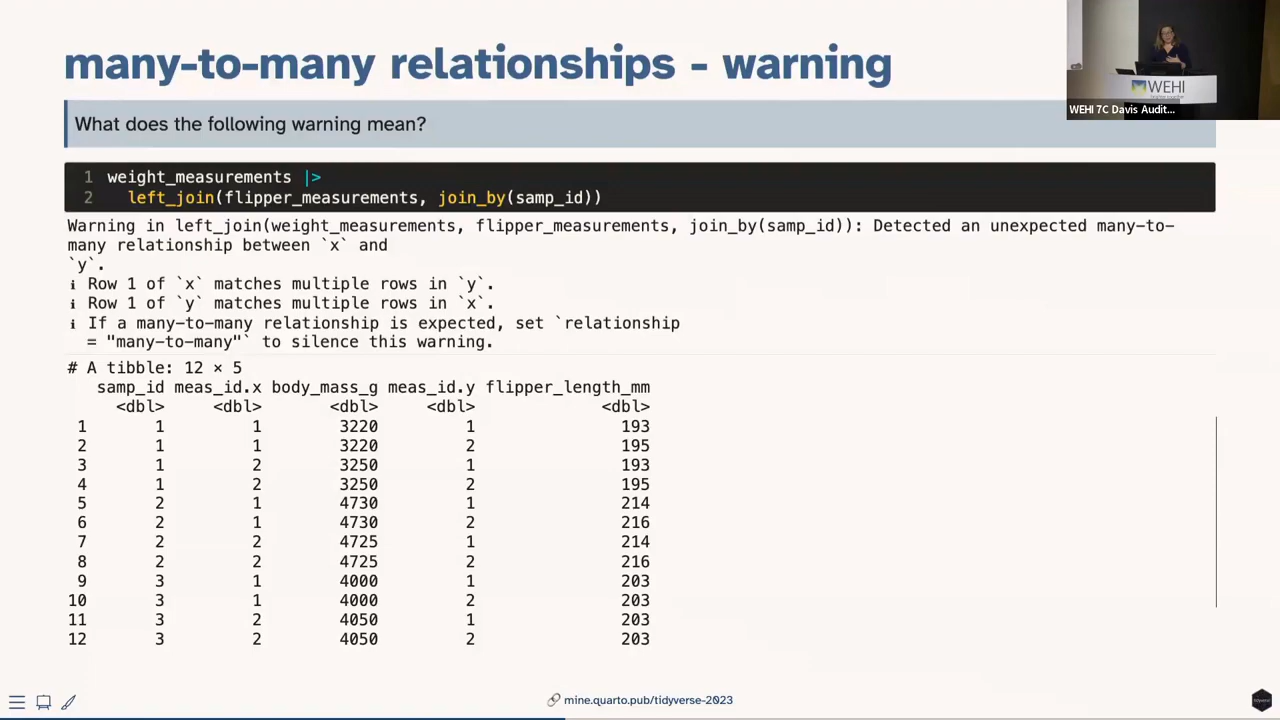 many-to-many relationships - warning
WEHI
WEHI 7C Davis Audit...
What does the following warning mean?
1 weight_measurements |>
2   left_join(flipper_measurements, join_by(samp_id))
Warning in left_join(weight_measurements, flipper_measurements, join_by(samp_id)): Detected an unexpected many-to-
many relationship between `x` and
`y`.
ℹ Row 1 of `x` matches multiple rows in `y`.
ℹ Row 1 of `y` matches multiple rows in `x`.
ℹ If a many-to-many relationship is expected, set `relationship
  = "many-to-many"` to silence this warning.
# A tibble: 12 × 5
samp_id meas_id.x body_mass_g meas_id.y flipper_length_mm
<dbl> <dbl> <dbl> <dbl> <dbl>
1 1 1 3220 1 193
2 1 1 3220 2 195
3 1 2 3250 1 193
4 1 2 3250 2 195
5 2 1 4730 1 214
6 2 1 4730 2 216
7 2 2 4725 1 214
8 2 2 4725 2 216
9 3 1 4000 1 203
10 3 1 4000 2 203
11 3 2 4050 1 203
12 3 2 4050 2 203
mine.quarto.pub/tidyverse-2023